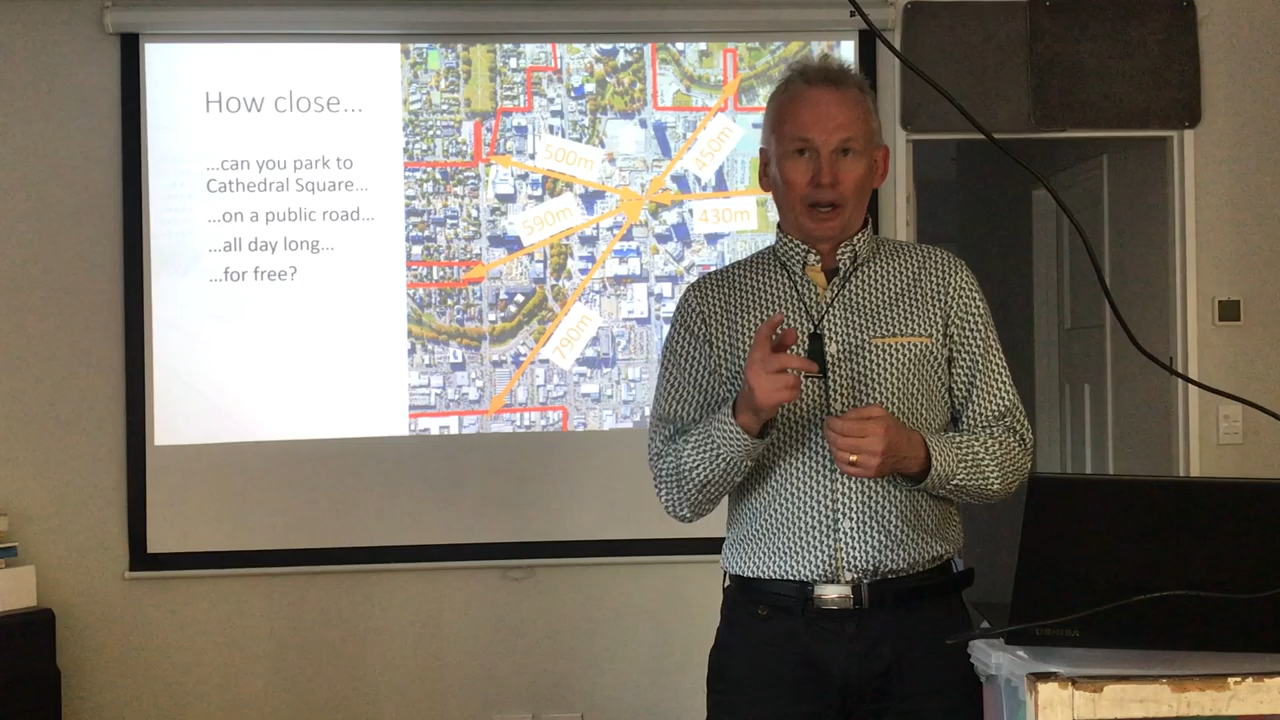 How close...
...can you park to
Cathedral Square...
...on a public road...
...all day long...
...for free?
500m
450m
590m
430m
790m
TOSHIBA